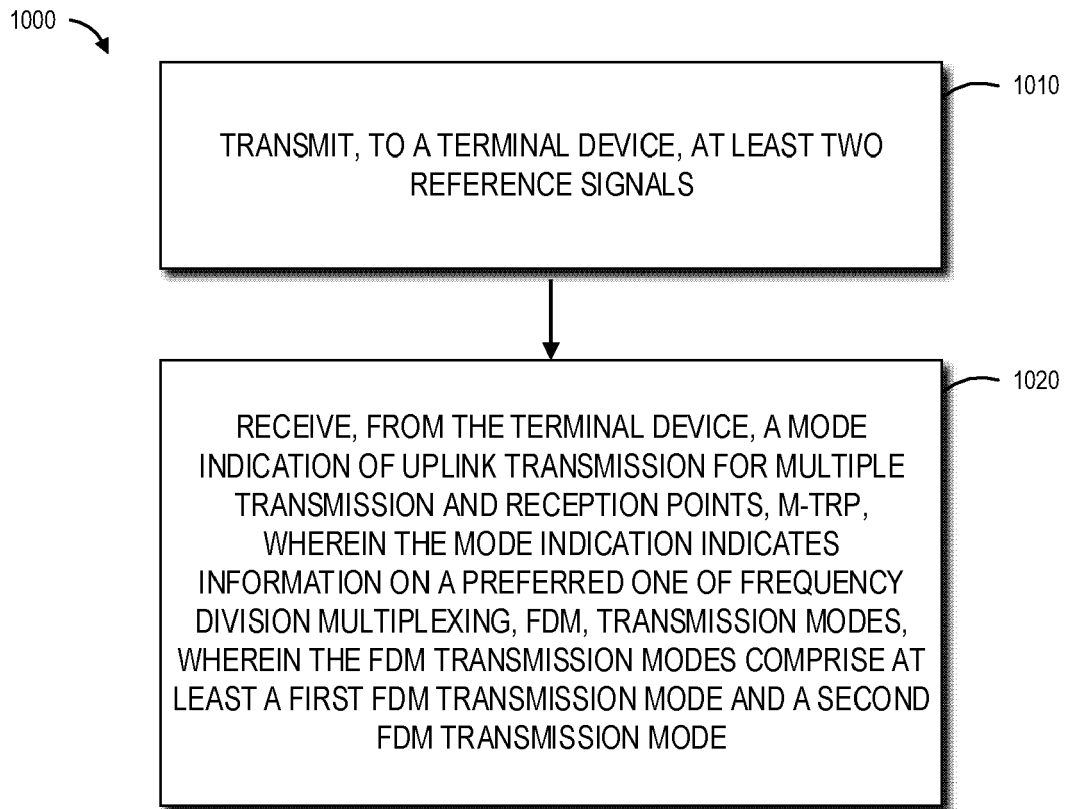 1000
1010
TRANSMIT, TO A TERMINAL DEVICE, AT LEAST TWO
REFERENCE SIGNALS
1020
RECEIVE, FROM THE TERMINAL DEVICE, A MODE
INDICATION OF UPLINK TRANSMISSION FOR MULTIPLE
TRANSMISSION AND RECEPTION POINTS, M-TRP,
WHEREIN THE MODE INDICATION INDICATES
INFORMATION ON A PREFERRED ONE OF FREQUENCY
DIVISION MULTIPLEXING, FDM, TRANSMISSION MODES,
WHEREIN THE FDM TRANSMISSION MODES COMPRISE AT
LEAST A FIRST FDM TRANSMISSION MODE AND A SECOND
FDM TRANSMISSION MODE